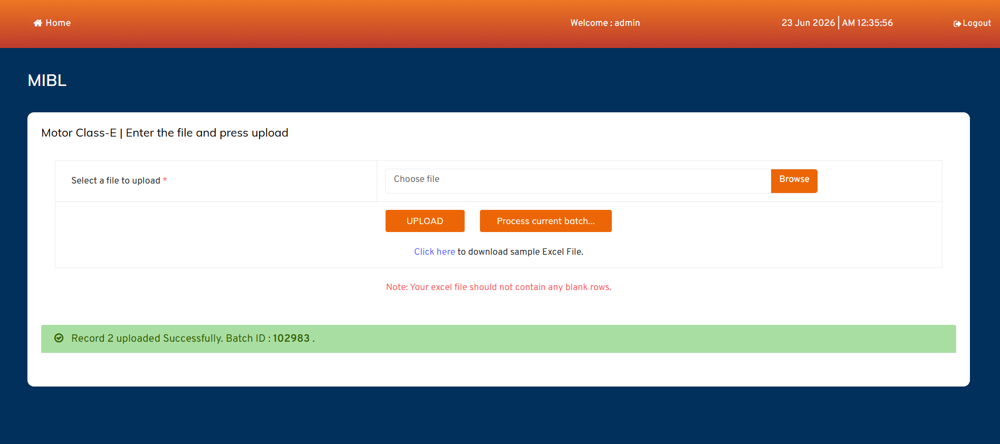 Home
Welcome : admin
23 Jun 2026 | AM 12:35:56
Logout
MIBL
Motor Class-E | Enter the file and press upload
Select a file to upload *
Choose file
Browse
UPLOAD
Process current batch...
Click here to download sample Excel File.
Note: Your excel file should not contain any blank rows.
Record 2 uploaded Successfully. Batch ID : 102983 .